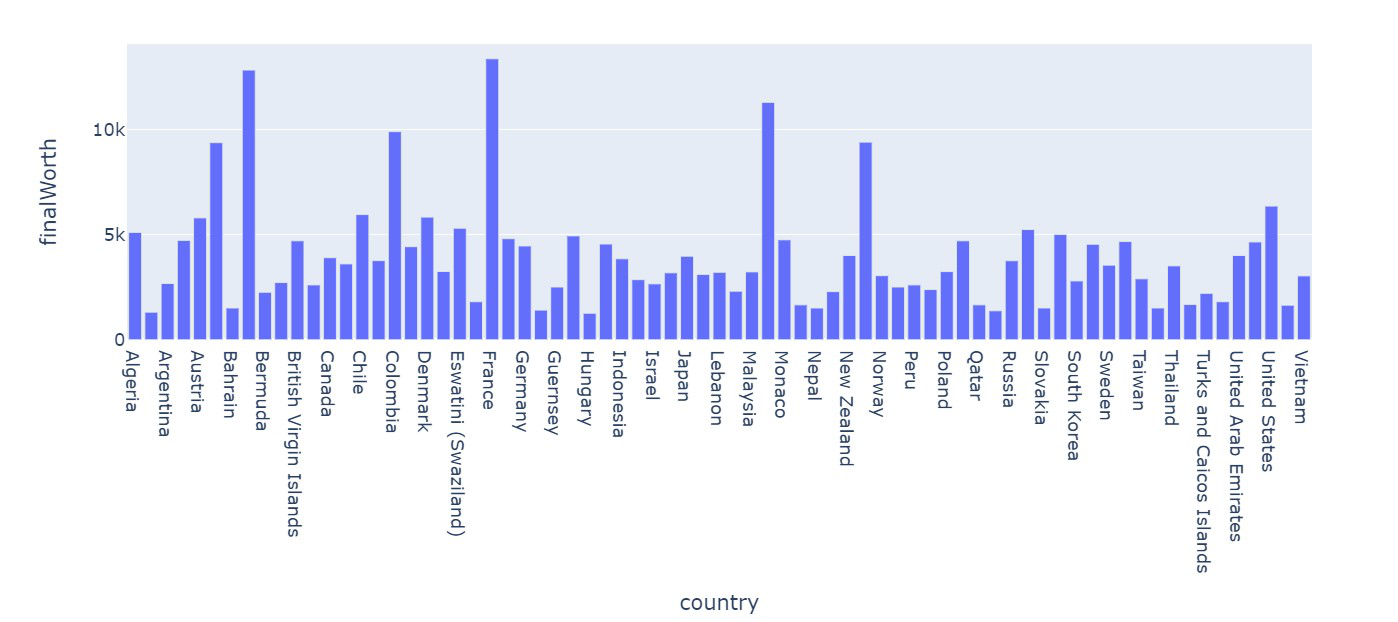 finalWorth
10k
5k
0
Algeria
Argentina
Austria
Bahrain
Bermuda
British Virgin Islands
Canada
Chile
Colombia
Denmark
Eswatini (Swaziland)
France
Germany
Guernsey
Hungary
Indonesia
Israel
Japan
Lebanon
Malaysia
Monaco
Nepal
New Zealand
Norway
Peru
Poland
Qatar
Russia
Slovakia
South Korea
Sweden
Taiwan
Thailand
Turks and Caicos Islands
United Arab Emirates
United States
Vietnam
country